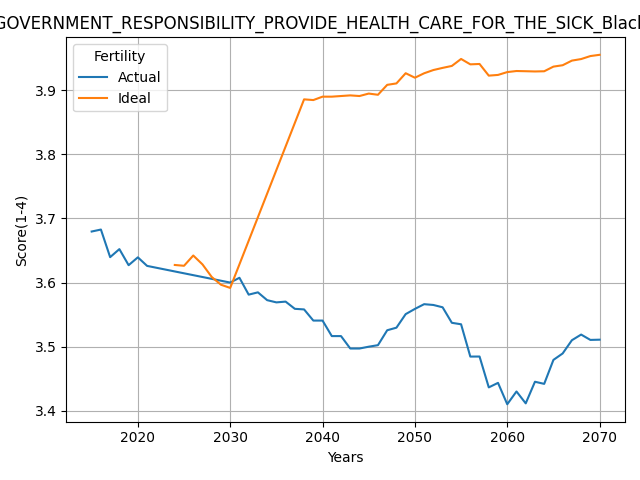 GOVERNMENT_RESPONSIBILITY_PROVIDE_HEALTH_CARE_FOR_THE_SICK_Black
Fertility
Actual
Ideal
Score(1-4)
3.9
3.8
3.7
3.6
3.5
3.4
2020 2030 2040 2050 2060 2070
Years